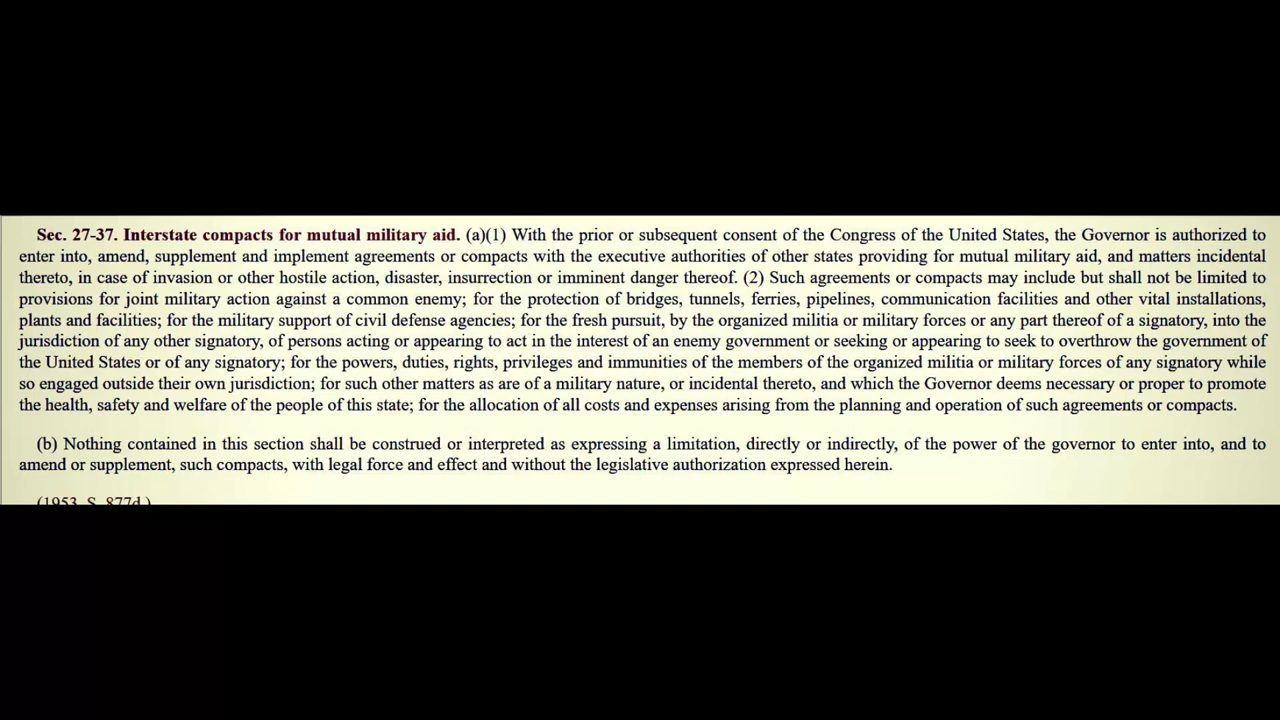 Sec. 27-37. Interstate compacts for mutual military aid. (a)(1) With the prior or subsequent consent of the Congress of the United States, the Governor is authorized to
enter into, amend, supplement and implement agreements or compacts with the executive authorities of other states providing for mutual military aid, and matters incidental
thereto, in case of invasion or other hostile action, disaster, insurrection or imminent danger thereof. (2) Such agreements or compacts may include but shall not be limited to
provisions for joint military action against a common enemy; for the protection of bridges, tunnels, ferries, pipelines, communication facilities and other vital installations,
plants and facilities; for the military support of civil defense agencies; for the fresh pursuit, by the organized militia or military forces or any part thereof of a signatory, into the
jurisdiction of any other signatory, of persons acting or appearing to act in the interest of an enemy government or seeking or appearing to seek to overthrow the government of
the United States or of any signatory; for the powers, duties, rights, privileges and immunities of the members of the organized militia or military forces of any signatory while
so engaged outside their own jurisdiction; for such other matters as are of a military nature, or incidental thereto, and which the Governor deems necessary or proper to promote
the health, safety and welfare of the people of this state; for the allocation of all costs and expenses arising from the planning and operation of such agreements or compacts.
(b) Nothing contained in this section shall be construed or interpreted as expressing a limitation, directly or indirectly, of the power of the governor to enter into, and to
amend or supplement, such compacts, with legal force and effect and without the legislative authorization expressed herein.
(1953, S. 877d.)